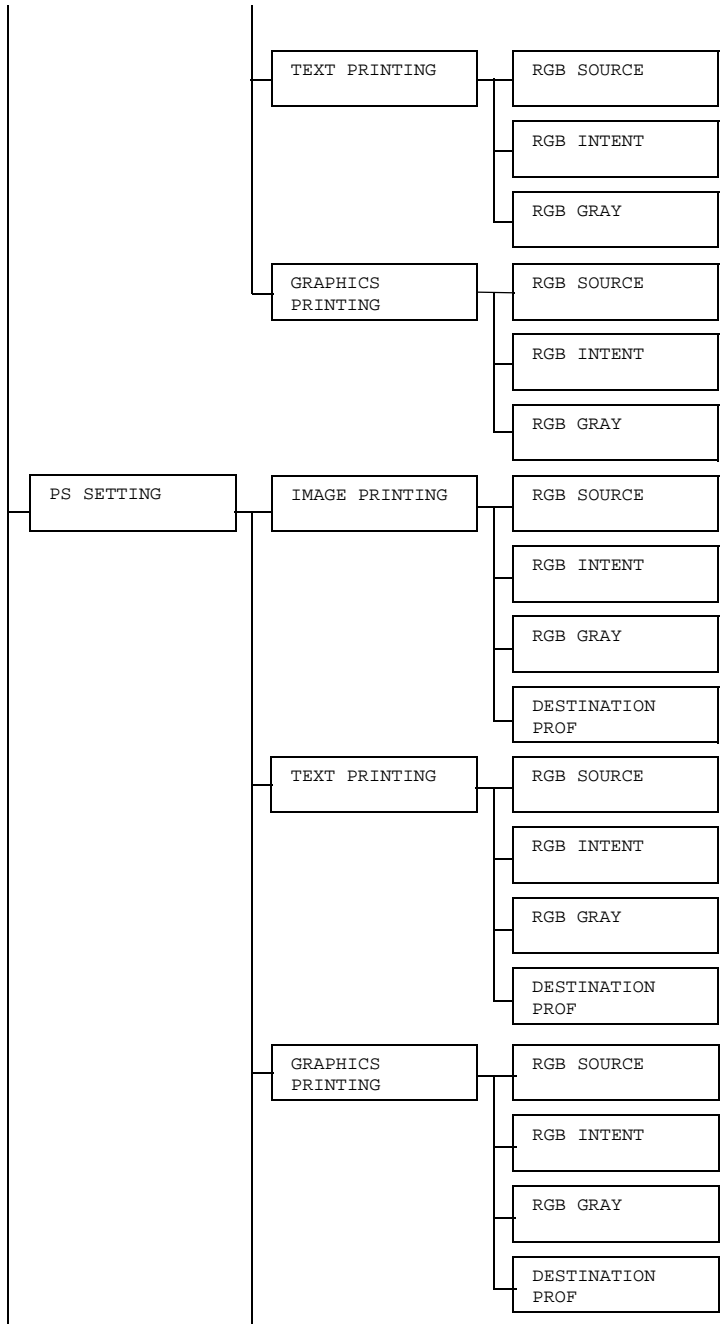 TEXT PRINTING
RGB SOURCE
RGB INTENT
RGB GRAY
GRAPHICS
PRINTING
RGB SOURCE
RGB INTENT
RGB GRAY
PS SETTING
IMAGE PRINTING
RGB SOURCE
RGB INTENT
RGB GRAY
DESTINATION
PROF
TEXT PRINTING
RGB SOURCE
RGB INTENT
RGB GRAY
DESTINATION
PROF
GRAPHICS
PRINTING
RGB SOURCE
RGB INTENT
RGB GRAY
DESTINATION
PROF